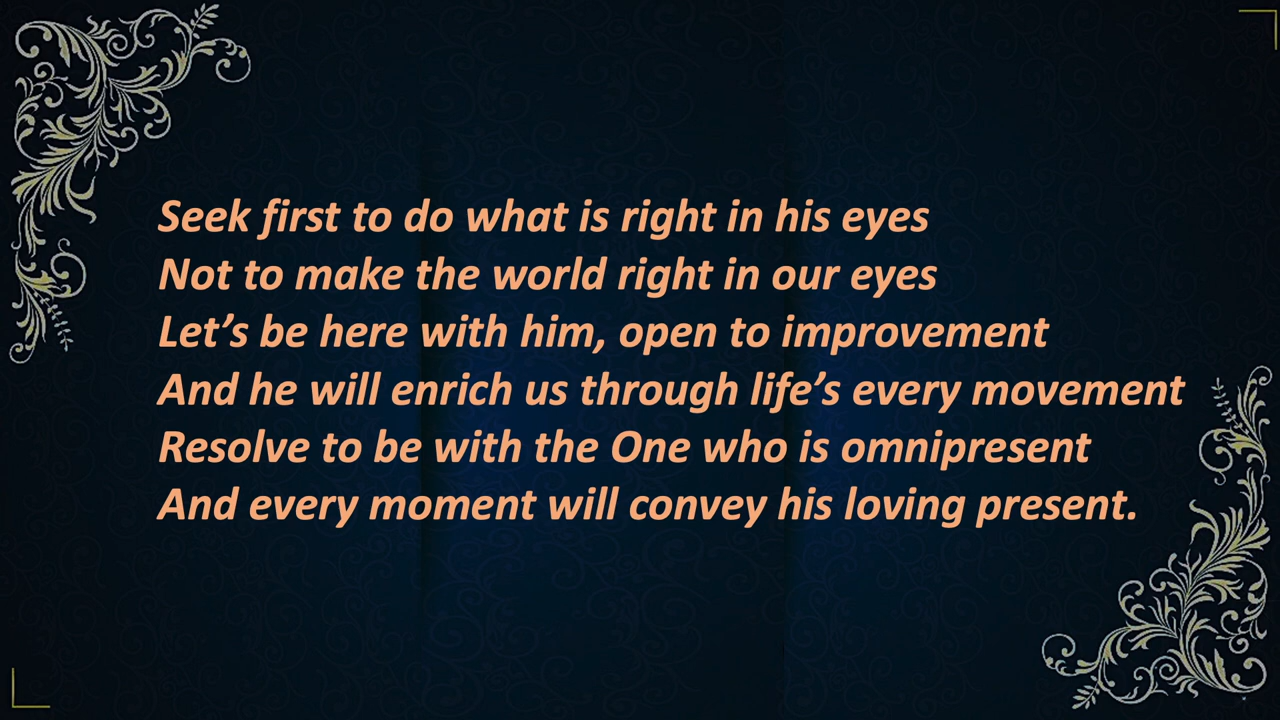 Seek first to do what is right in his eyes
Not to make the world right in our eyes
Let’s be here with him, open to improvement
And he will enrich us through life’s every movement
Resolve to be with the One who is omnipresent
And every moment will convey his loving present.